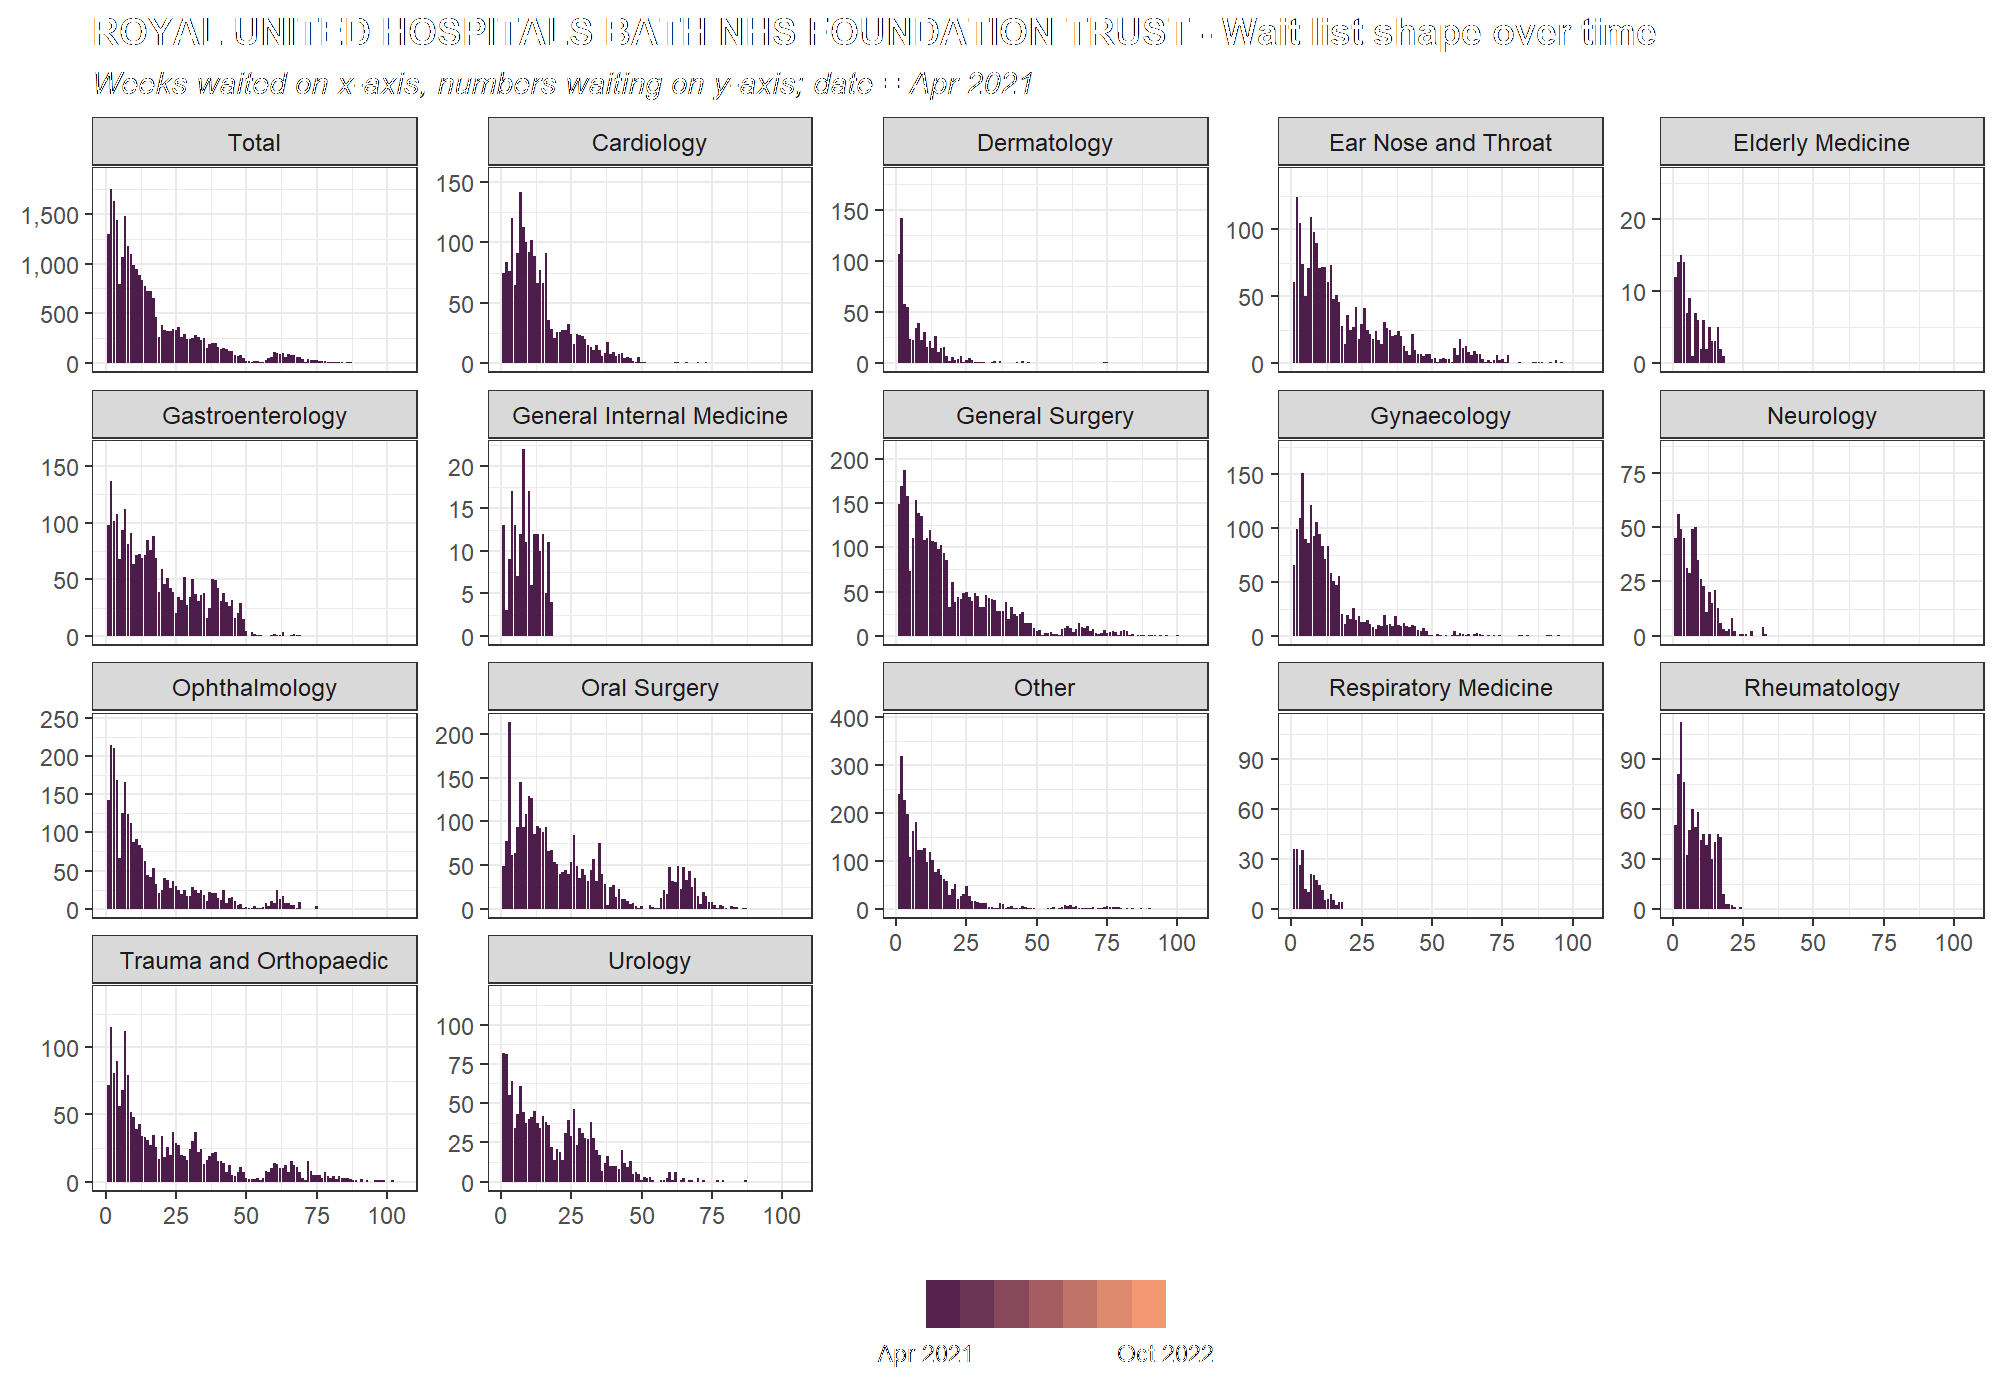 ROYAL UNITED HOSPITALS BATH NHS FOUNDATION TRUST - Wait list shape over time
Weeks waited on x-axis, numbers waiting on y-axis; date = Apr 2021
Total
Cardiology
Dermatology
Ear Nose and Throat
Elderly Medicine
1,500
1,000
500
0
150
100
50
0
150
100
50
0
100
50
0
20
10
0
Gastroenterology
General Internal Medicine
General Surgery
Gynaecology
Neurology
150
100
50
0
20
15
10
5
0
200
150
100
50
0
150
100
50
0
75
50
25
0
Ophthalmology
Oral Surgery
Other
Respiratory Medicine
Rheumatology
250
200
150
100
50
0
200
150
100
50
0
400
300
200
100
0
90
60
30
0
90
60
30
0
0 25 50 75 100
0 25 50 75 100
0 25 50 75 100
Trauma and Orthopaedic
Urology
100
50
0
100
75
50
25
0
0 25 50 75 100
0 25 50 75 100
Apr 2021
Oct 2022